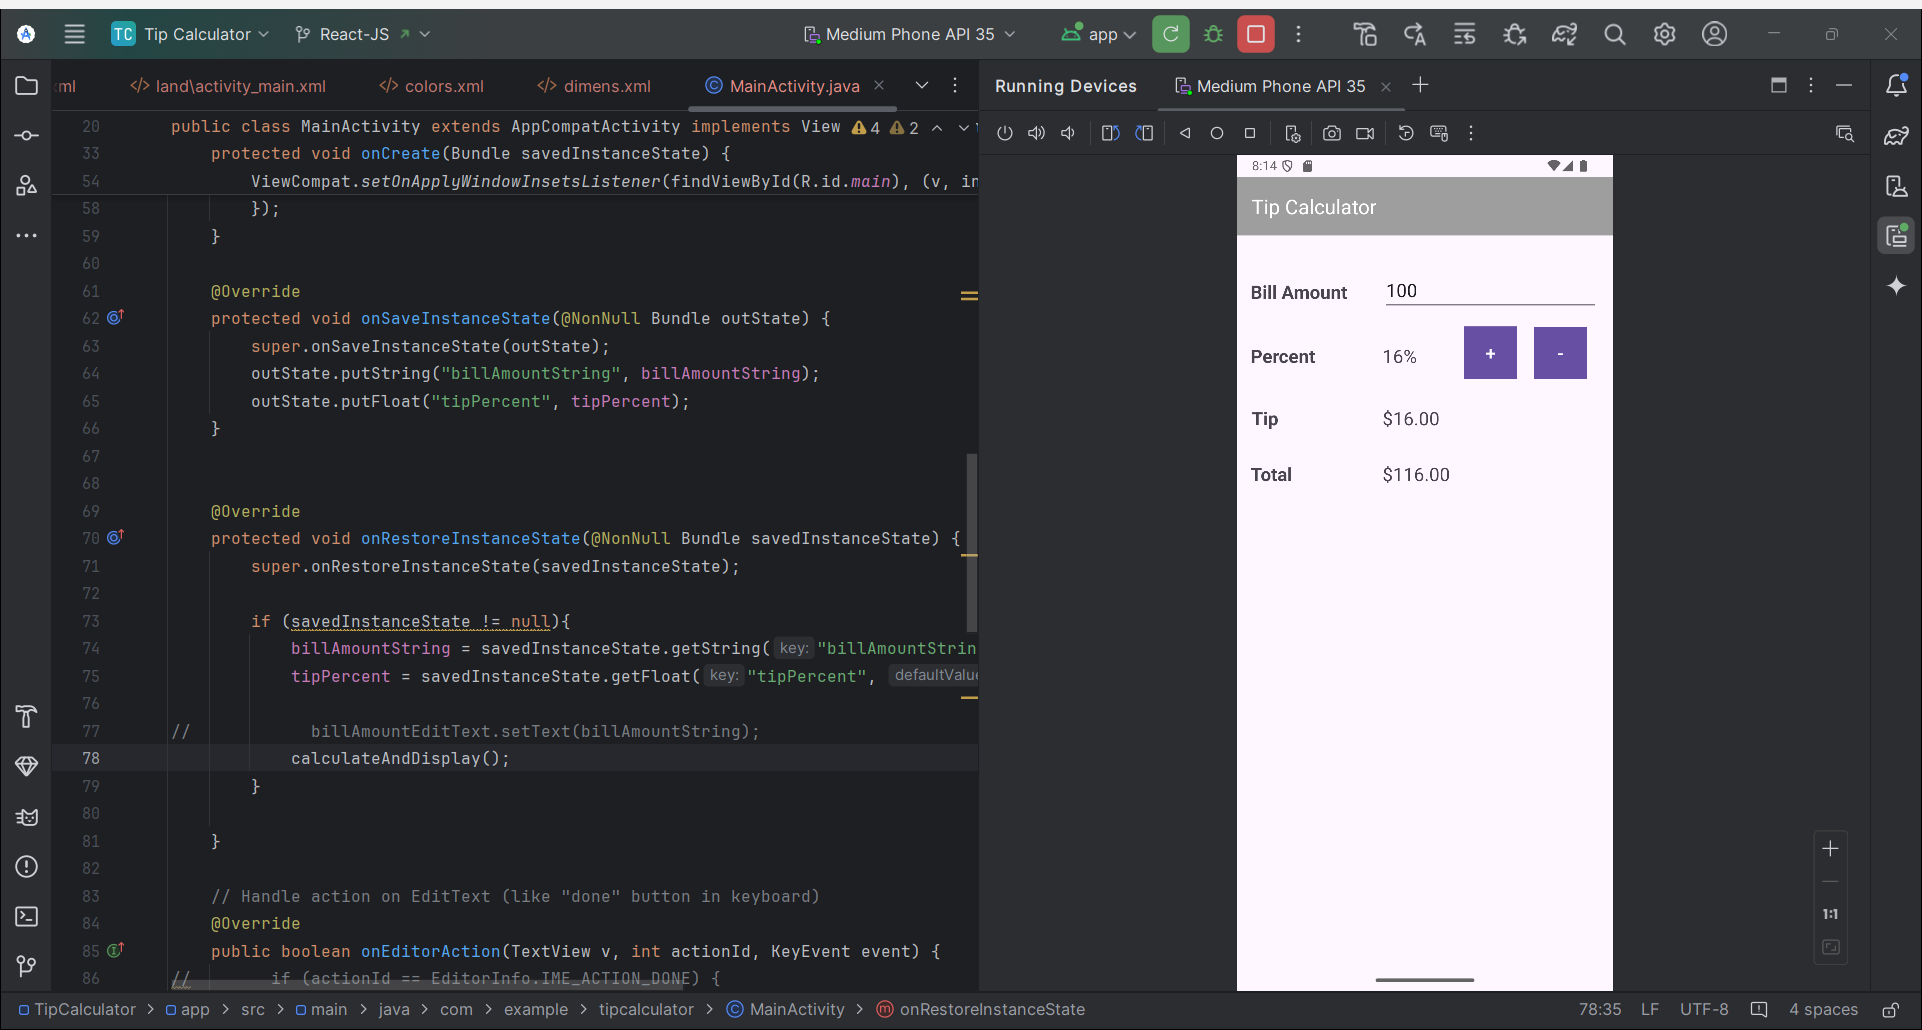 TC Tip Calculator React-JS Medium Phone API 35 app
ml land\activity_main.xml colors.xml dimens.xml MainActivity.java
Running Devices Medium Phone API 35
20 public class MainActivity extends AppCompatActivity implements View 4 2
33 protected void onCreate(Bundle savedInstanceState) {
54 ViewCompat.setOnApplyWindowInsetsListener(findViewById(R.id.main), (v, in
58 });
59 }
60
61 @Override
62 protected void onSaveInstanceState(@NonNull Bundle outState) {
63 super.onSaveInstanceState(outState);
64 outState.putString("billAmountString", billAmountString);
65 outState.putFloat("tipPercent", tipPercent);
66 }
67
68
69 @Override
70 protected void onRestoreInstanceState(@NonNull Bundle savedInstanceState) {
71 super.onRestoreInstanceState(savedInstanceState);
72
73 if (savedInstanceState != null){
74 billAmountString = savedInstanceState.getString( key: "billAmountStrin
75 tipPercent = savedInstanceState.getFloat( key: "tipPercent", defaultValue
76
77 // billAmountEditText.setText(billAmountString);
78 calculateAndDisplay();
79 }
80
81 }
82
83 // Handle action on EditText (like "done" button in keyboard)
84 @Override
85 public boolean onEditorAction(TextView v, int actionId, KeyEvent event) {
86 // if (actionId == EditorInfo.IME_ACTION_DONE) {
8:14
Tip Calculator
Bill Amount 100
Percent 16% + -
Tip $16.00
Total $116.00
1:1
TipCalculator > app > src > main > java > com > example > tipcalculator > MainActivity > onRestoreInstanceState 78:35 LF UTF-8 4 spaces